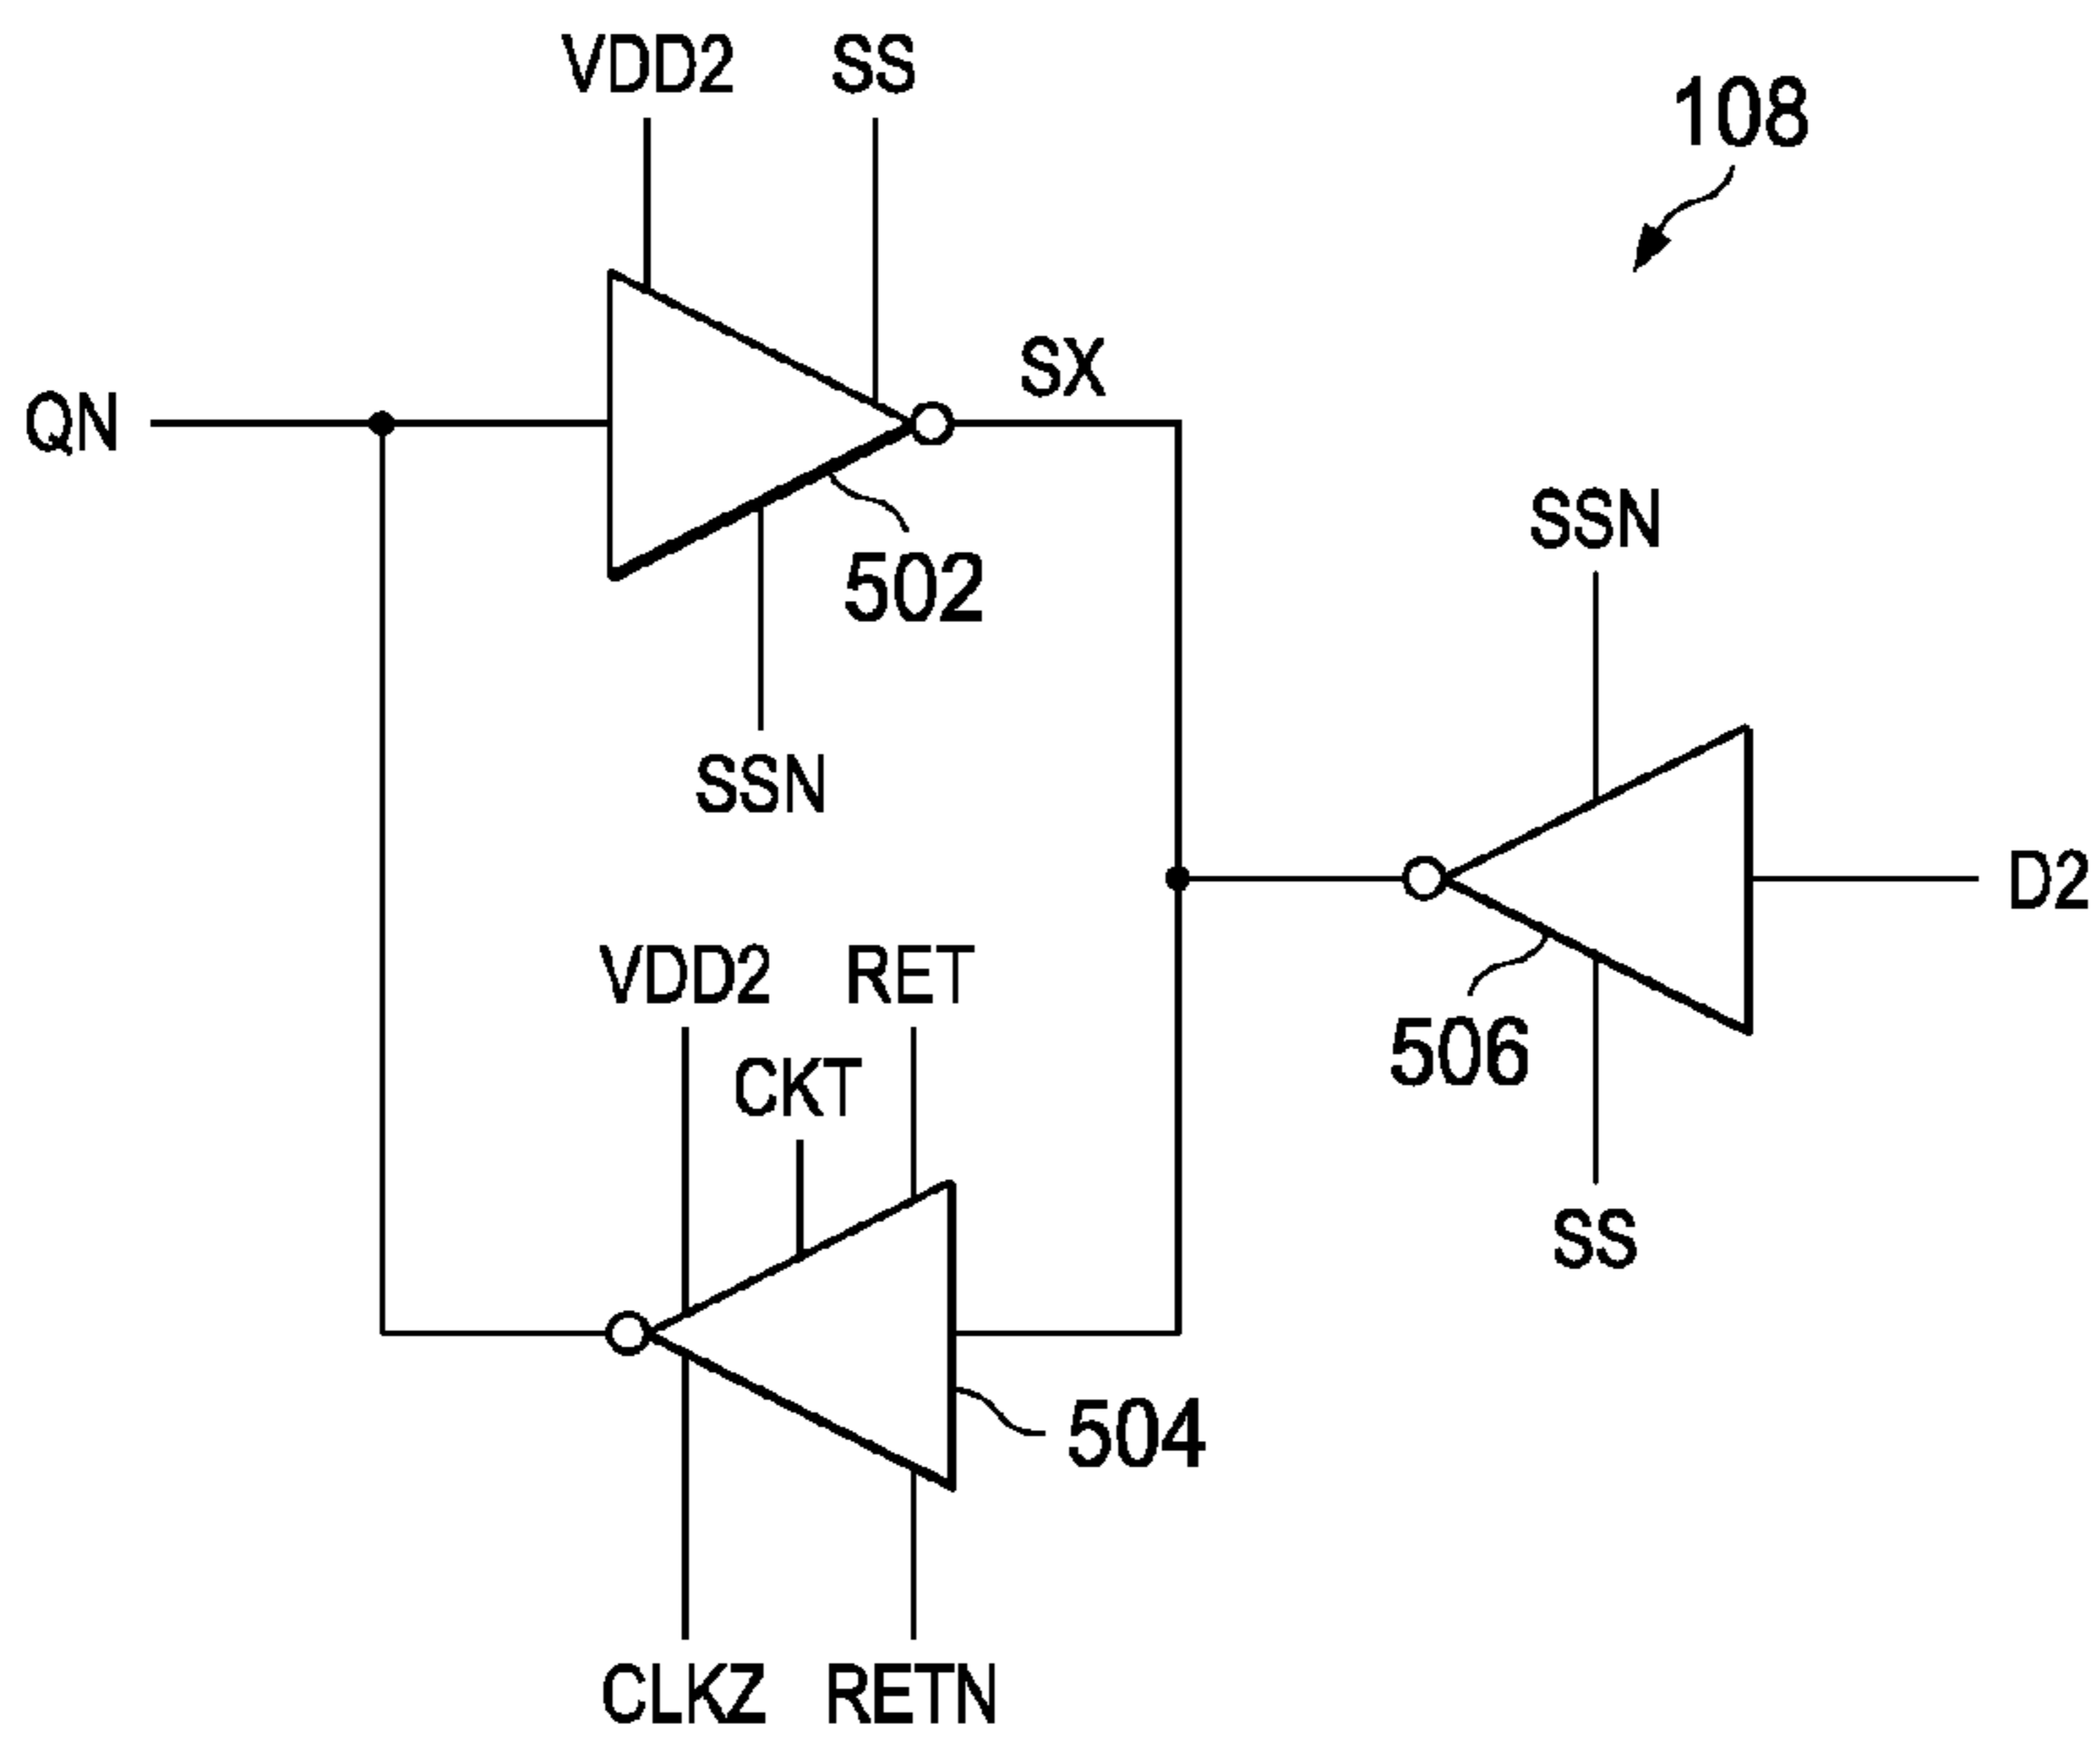 VDD2 SS
108
SX
QN
SSN
502
SSN
D2
VDD2 RET
506
CKT
SS
504
CLKZ RETN